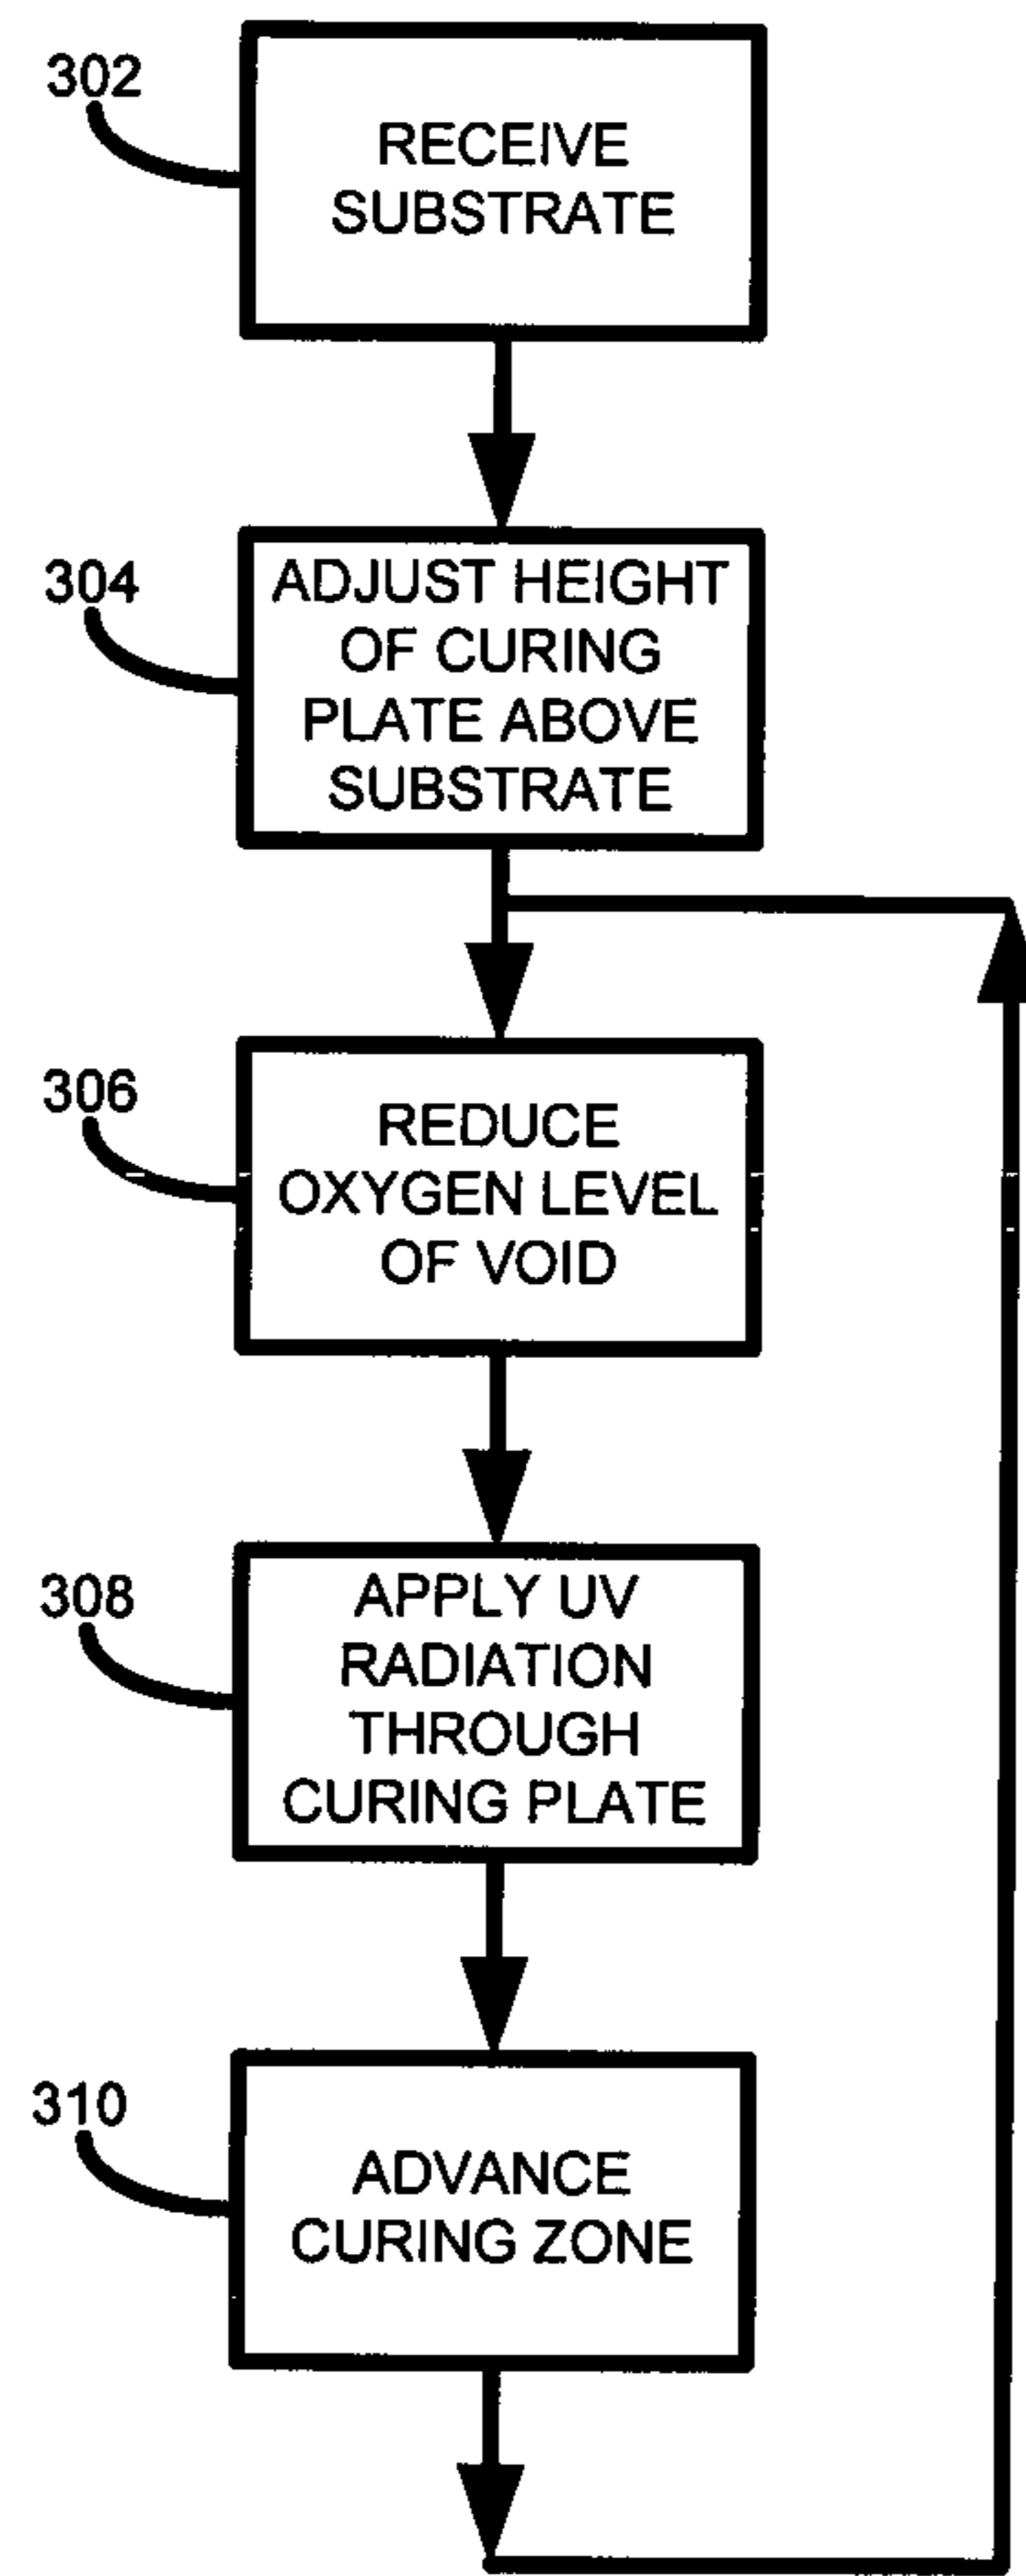 302
RECEIVE
SUBSTRATE
304
ADJUST HEIGHT
OF CURING
PLATE ABOVE
SUBSTRATE
306
REDUCE
OXYGEN LEVEL
OF VOID
308
APPLY UV
RADIATION
THROUGH
CURING PLATE
310
ADVANCE
CURING ZONE